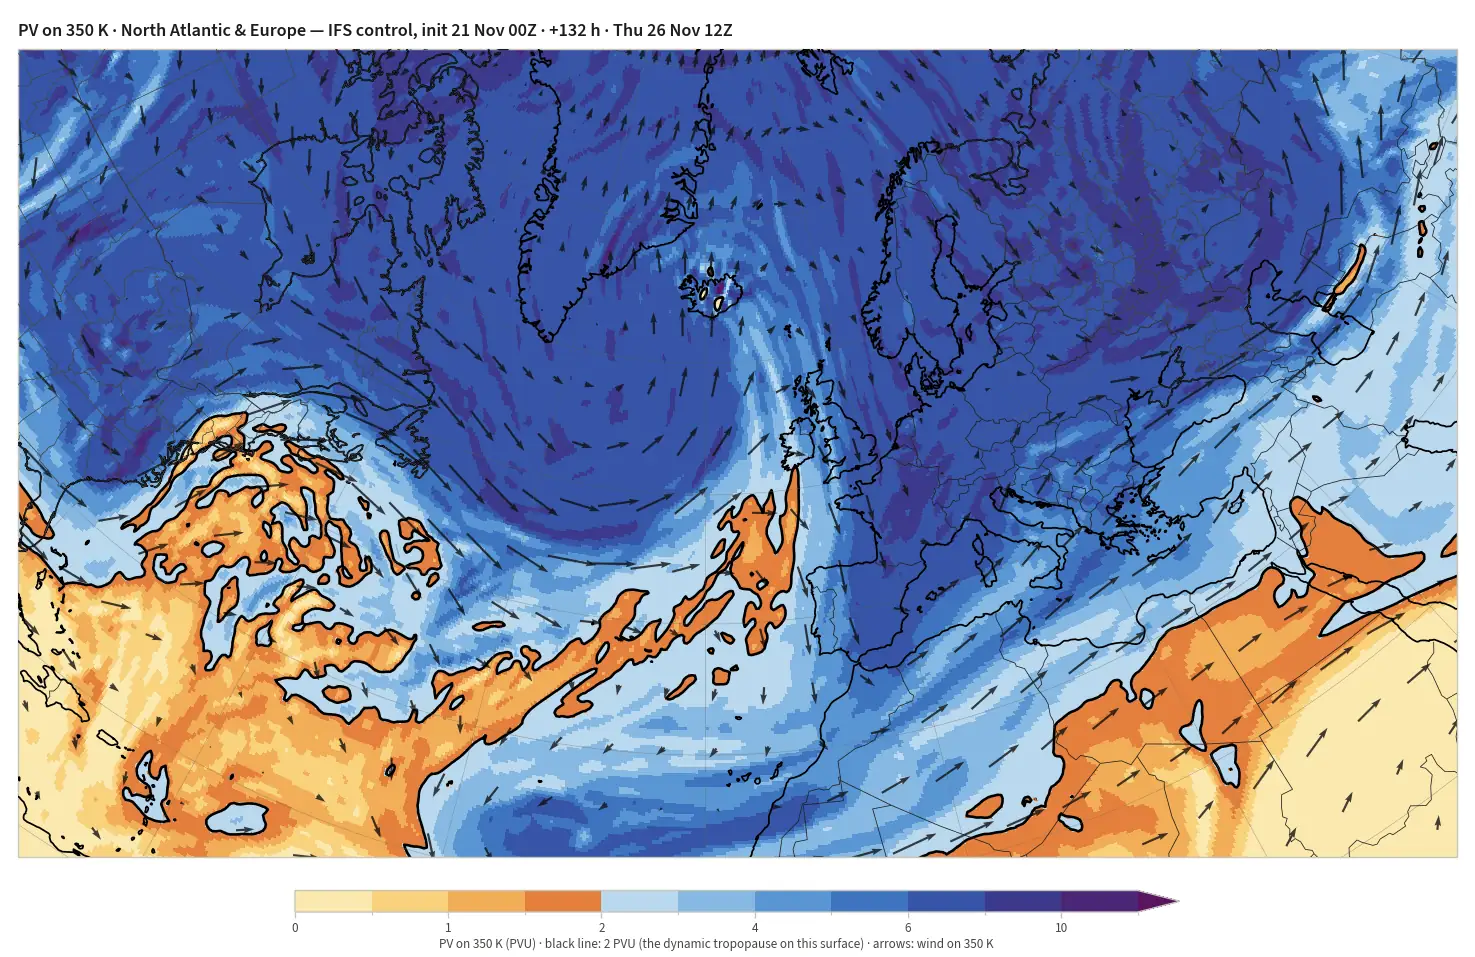 PV on 350 K · North Atlantic & Europe — IFS control, init 21 Nov 00Z · +132 h · Thu 26 Nov 12Z
0 1 2 4 6 10
PV on 350 K (PVU) · black line: 2 PVU (the dynamic tropopause on this surface) · arrows: wind on 350 K